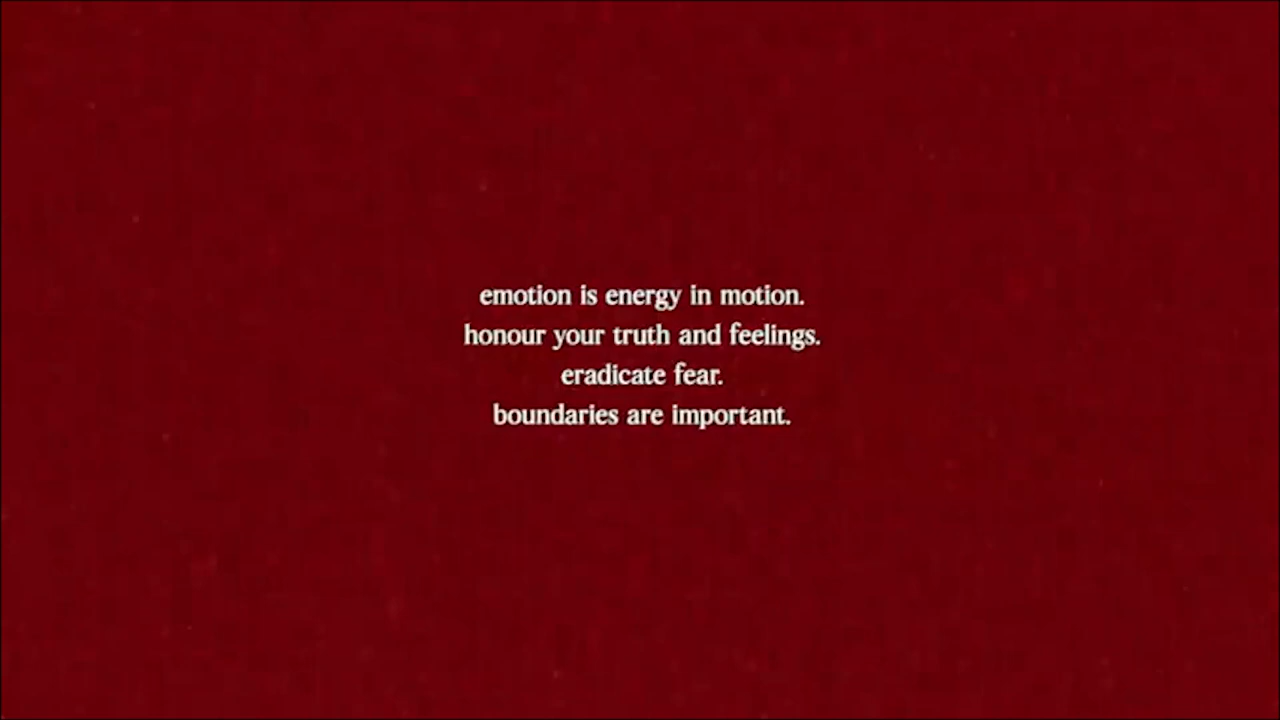 emotion is energy in motion.
honour your truth and feelings.
eradicate fear.
boundaries are important.